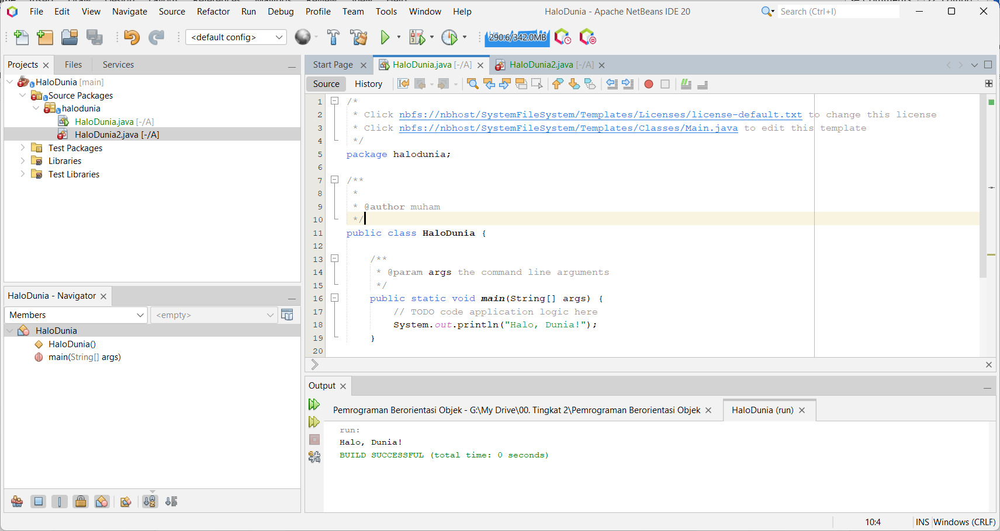 File Edit View Navigate Source Refactor Run Debug Profile Team Tools Window Help
HaloDunia - Apache NetBeans IDE 20
Search (Ctrl+I)
<default config>
290.6/342.0MB
Projects
Files
Services
HaloDunia [main]
Source Packages
halodunia
HaloDunia.java [-/A]
HaloDunia2.java [-/A]
Test Packages
Libraries
Test Libraries
HaloDunia - Navigator
Members
<empty>
HaloDunia
HaloDunia()
main(String[] args)
Start Page
HaloDunia.java [-/A]
HaloDunia2.java [-/A]
Source
History
1 /*
2 * Click nbfs://nbhost/SystemFileSystem/Templates/Licenses/license-default.txt to change this license
3 * Click nbfs://nbhost/SystemFileSystem/Templates/Classes/Main.java to edit this template
4 */
5 package halodunia;
6
7 /**
8 *
9 * @author muham
10 */
11 public class HaloDunia {
12
13 /**
14 * @param args the command line arguments
15 */
16 public static void main(String[] args) {
17 // TODO code application logic here
18 System.out.println("Halo, Dunia!");
19 }
20
Output
Pemrograman Berorientasi Objek - G:\My Drive\00. Tingkat 2\Pemrograman Berorientasi Objek
HaloDunia (run)
run:
Halo, Dunia!
BUILD SUCCESSFUL (total time: 0 seconds)
10:4
INS
Windows (CRLF)